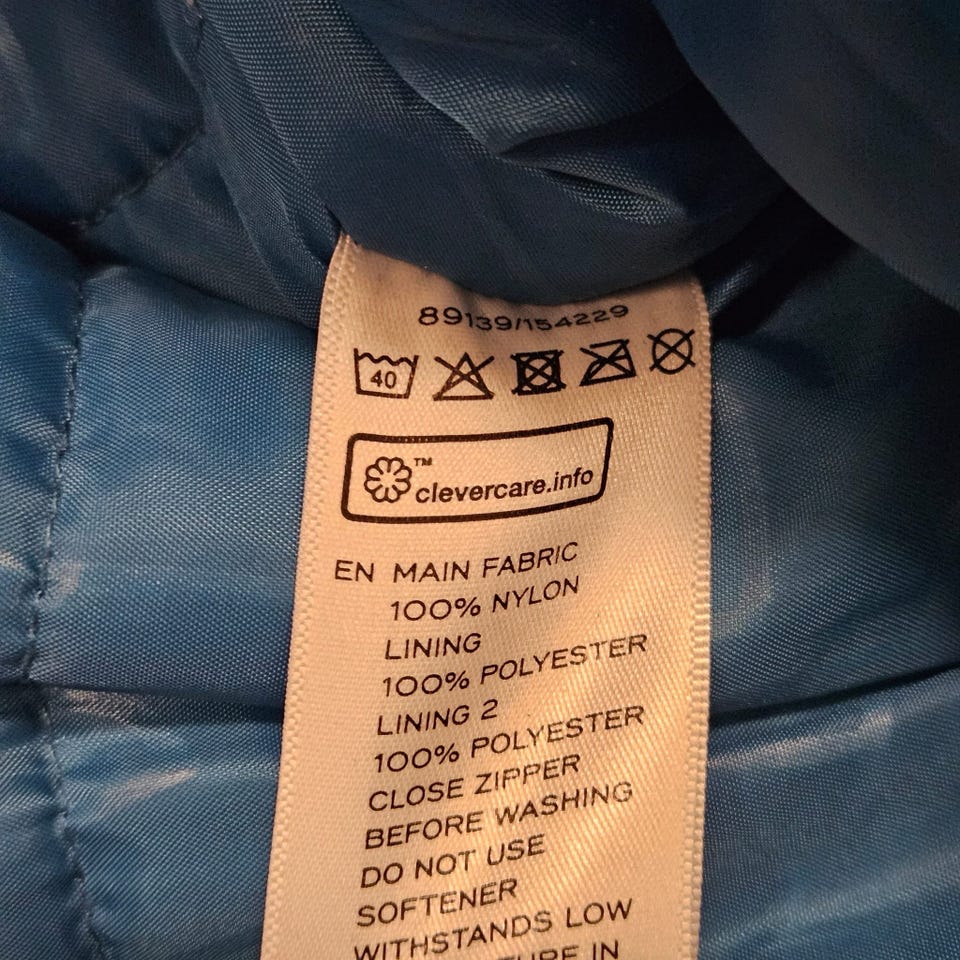 89139/154229
40
™
clevercare.info
EN MAIN FABRIC
100% NYLON
LINING
100% POLYESTER
LINING 2
100% POLYESTER
CLOSE ZIPPER
BEFORE WASHING
DO NOT USE
SOFTENER
WITHSTANDS LOW
IN